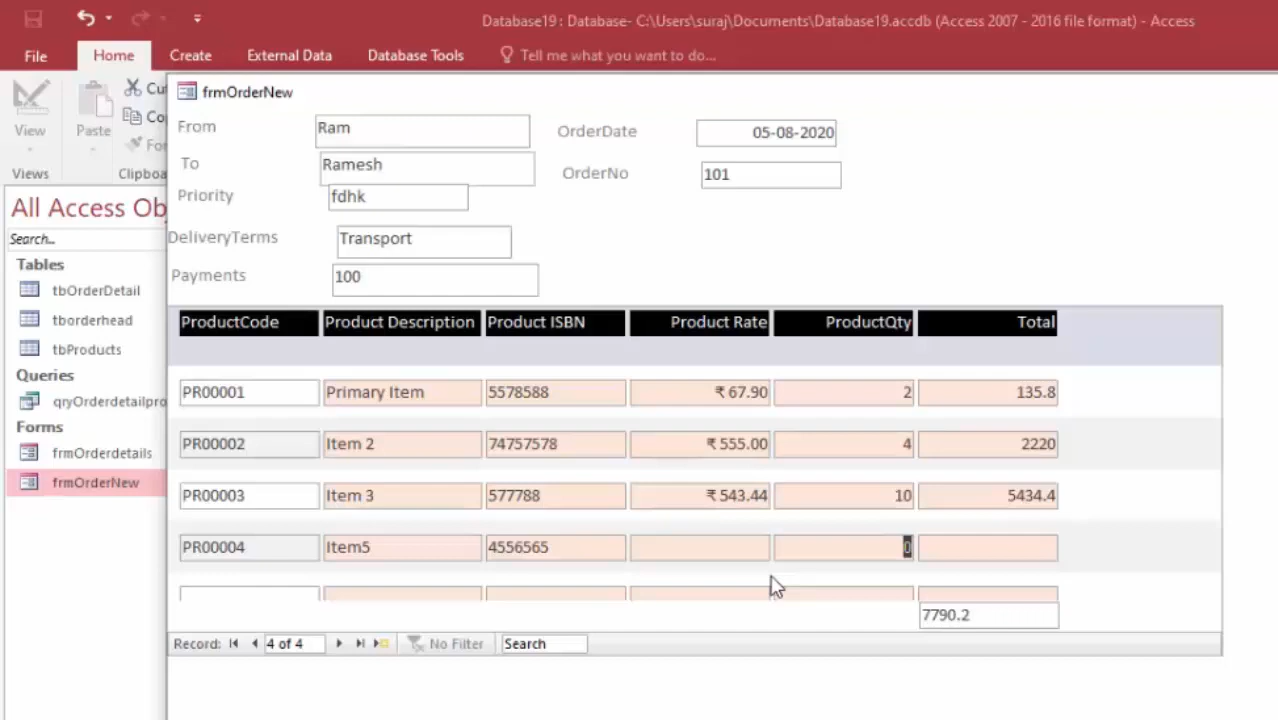 Database19 : Database- C:\Users\suraj\Documents\Database19.accdb (Access 2007 - 2016 file format) - Access
File Home Create External Data Database Tools Tell me what you want to do...
View
Views
Paste
Cu
Co
For
Clipboa
All Access Ob
Search...
Tables
tbOrderDetail
tborderhead
tbProducts
Queries
qryOrderdetailpro
Forms
frmOrderdetails
frmOrderNew
frmOrderNew
From Ram OrderDate 05-08-2020
To Ramesh OrderNo 101
Priority fdhk
DeliveryTerms Transport
Payments 100
ProductCode Product Description Product ISBN Product Rate ProductQty Total
PR00001 Primary Item 5578588 ₹ 67.90 2 135.8
PR00002 Item 2 74757578 ₹ 555.00 4 2220
PR00003 Item 3 577788 ₹ 543.44 10 5434.4
PR00004 Item5 4556565 0
7790.2
Record: 4 of 4 No Filter Search